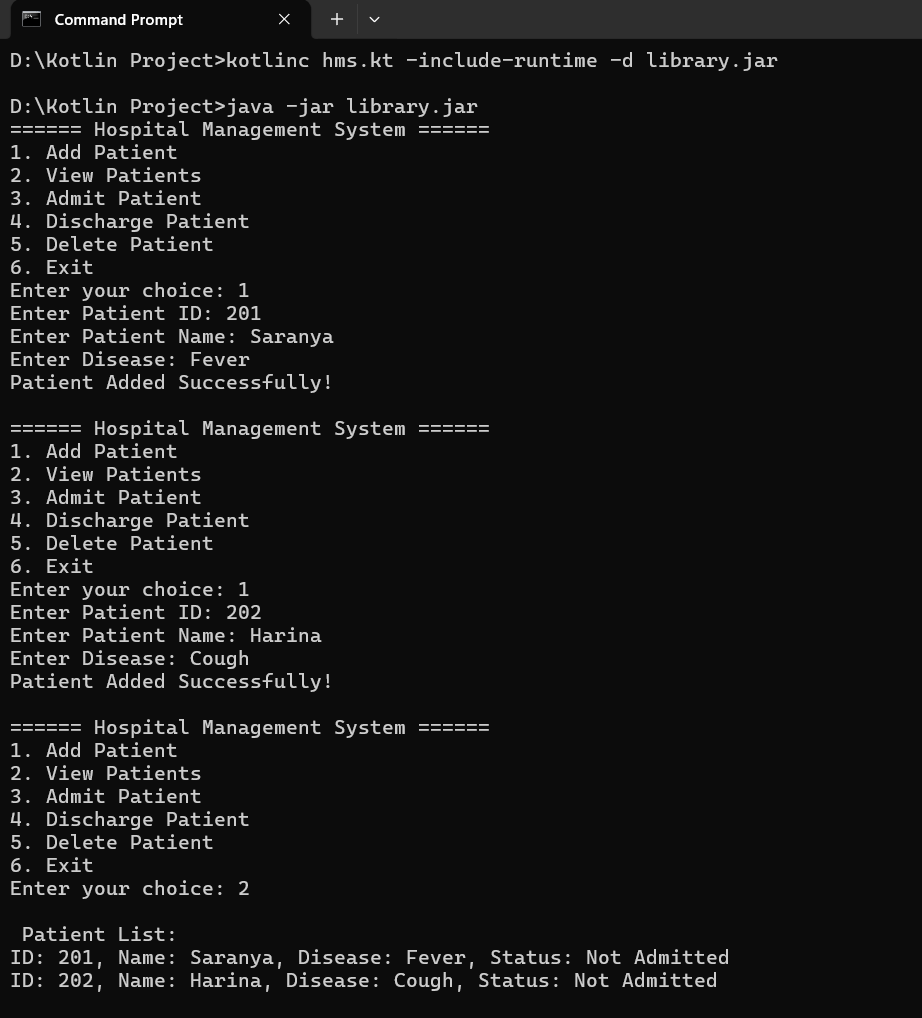 Command Prompt
D:\Kotlin Project>kotlinc hms.kt -include-runtime -d library.jar
D:\Kotlin Project>java -jar library.jar
====== Hospital Management System ======
1. Add Patient
2. View Patients
3. Admit Patient
4. Discharge Patient
5. Delete Patient
6. Exit
Enter your choice: 1
Enter Patient ID: 201
Enter Patient Name: Saranya
Enter Disease: Fever
Patient Added Successfully!
====== Hospital Management System ======
1. Add Patient
2. View Patients
3. Admit Patient
4. Discharge Patient
5. Delete Patient
6. Exit
Enter your choice: 1
Enter Patient ID: 202
Enter Patient Name: Harina
Enter Disease: Cough
Patient Added Successfully!
====== Hospital Management System ======
1. Add Patient
2. View Patients
3. Admit Patient
4. Discharge Patient
5. Delete Patient
6. Exit
Enter your choice: 2
Patient List:
ID: 201, Name: Saranya, Disease: Fever, Status: Not Admitted
ID: 202, Name: Harina, Disease: Cough, Status: Not Admitted